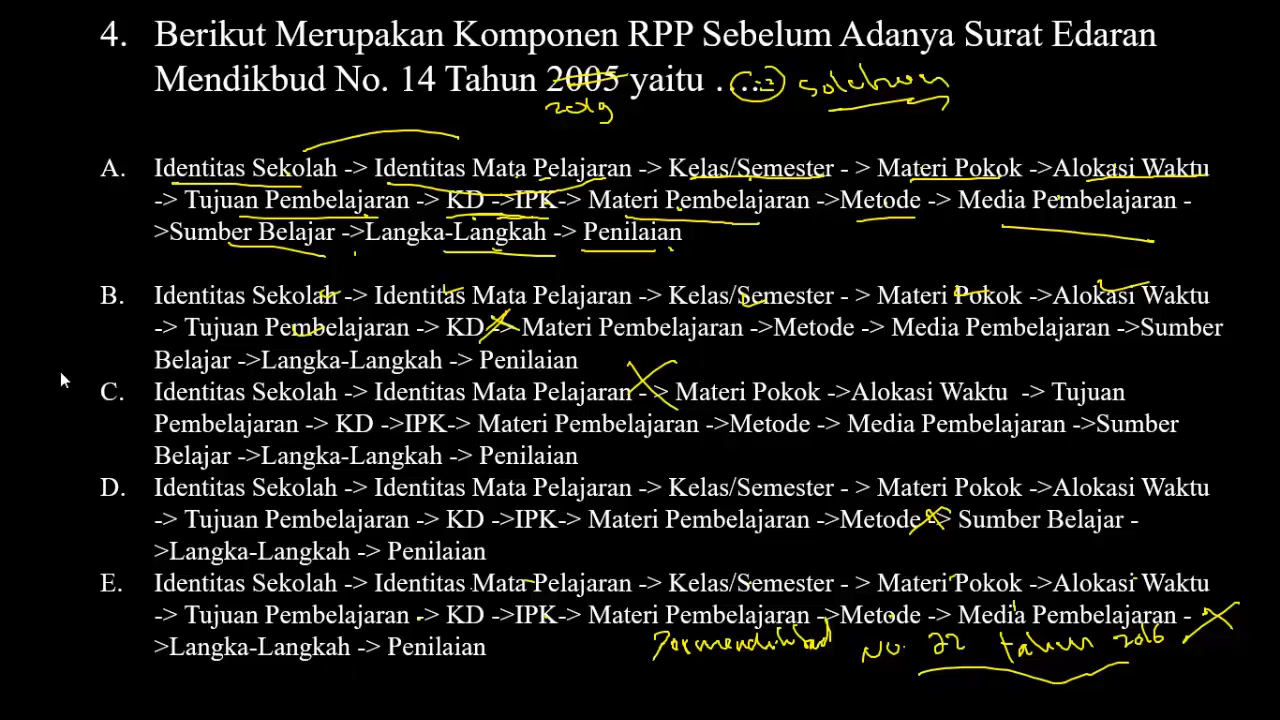 4. Berikut Merupakan Komponen RPP Sebelum Adanya Surat Edaran
Mendikbud No. 14 Tahun 2005 yaitu .....
2019
A. Identitas Sekolah -> Identitas Mata Pelajaran -> Kelas/Semester - > Materi Pokok ->Alokasi Waktu
-> Tujuan Pembelajaran -> KD ->IPK-> Materi Pembelajaran ->Metode -> Media Pembelajaran -
>Sumber Belajar ->Langka-Langkah -> Penilaian
B. Identitas Sekolah -> Identitas Mata Pelajaran -> Kelas/Semester - > Materi Pokok ->Alokasi Waktu
-> Tujuan Pembelajaran -> KD -> Materi Pembelajaran ->Metode -> Media Pembelajaran ->Sumber
Belajar ->Langka-Langkah -> Penilaian
C. Identitas Sekolah -> Identitas Mata Pelajaran -> Materi Pokok ->Alokasi Waktu -> Tujuan
Pembelajaran -> KD ->IPK-> Materi Pembelajaran ->Metode -> Media Pembelajaran ->Sumber
Belajar ->Langka-Langkah -> Penilaian
D. Identitas Sekolah -> Identitas Mata Pelajaran -> Kelas/Semester - > Materi Pokok ->Alokasi Waktu
-> Tujuan Pembelajaran -> KD ->IPK-> Materi Pembelajaran ->Metode -> Sumber Belajar -
>Langka-Langkah -> Penilaian
E. Identitas Sekolah -> Identitas Mata Pelajaran -> Kelas/Semester - > Materi Pokok ->Alokasi Waktu
-> Tujuan Pembelajaran -> KD ->IPK-> Materi Pembelajaran ->Metode -> Media Pembelajaran -
>Langka-Langkah -> Penilaian
No. 22 tahun 2016